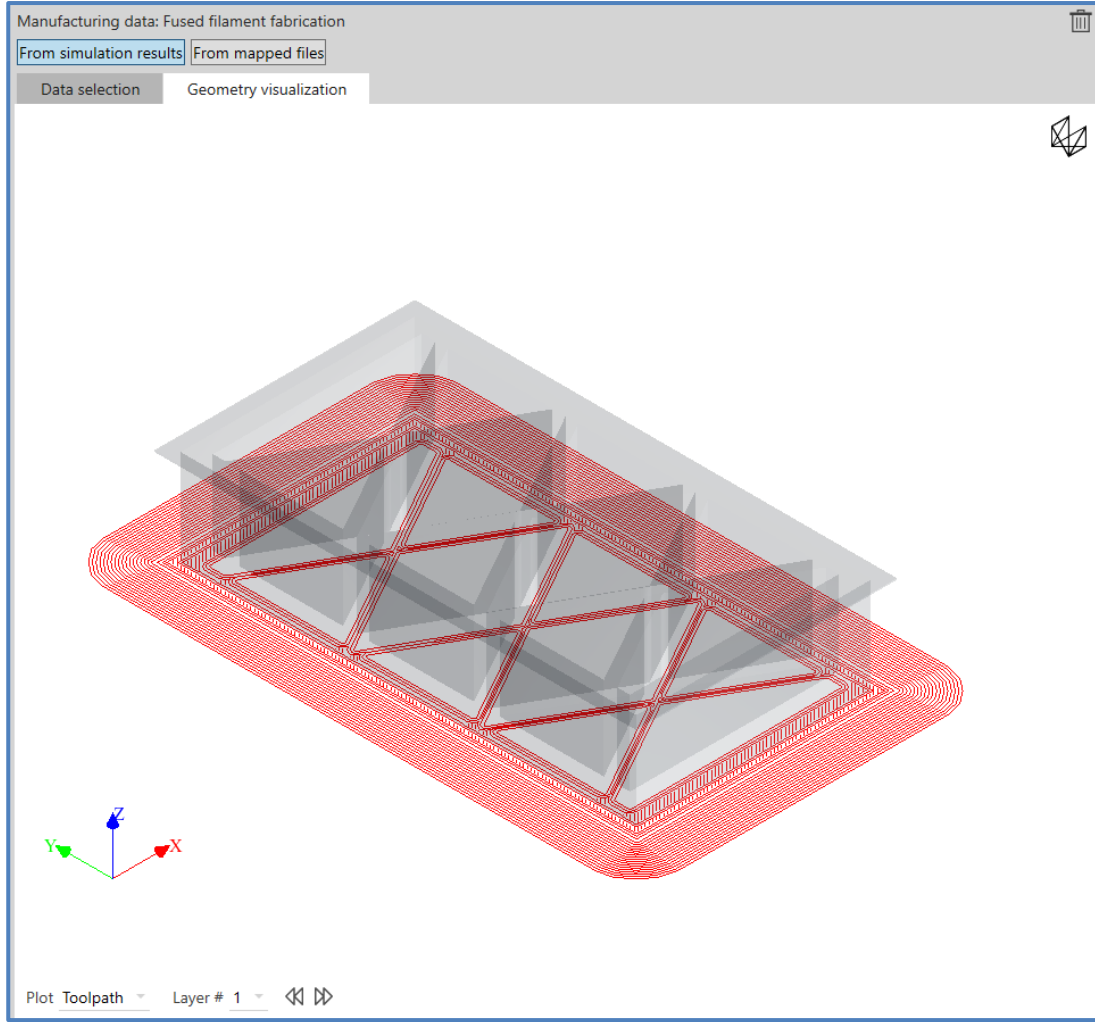 Manufacturing data: Fused filament fabrication
From simulation results From mapped files
Data selection Geometry visualization
Z
Y X
Plot Toolpath Layer # 1